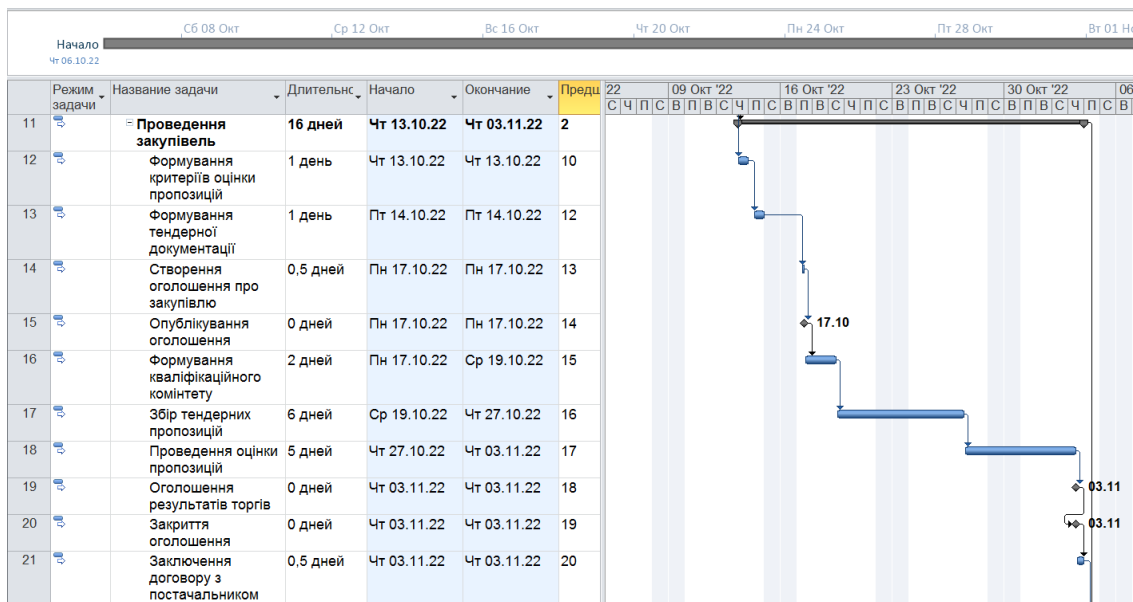 Сб 08 Окт Ср 12 Окт Вс 16 Окт Чт 20 Окт Пн 24 Окт Пт 28 Окт Вт 01 Но
Начало
Чт 06.10.22
Режим задачи Название задачи Длительнс Начало Окончание Предш 22 09 Окт '22 16 Окт '22 23 Окт '22 30 Окт '22 06
С Ч П С В П В С Ч П С В П В С Ч П С В П В С Ч П С В П В С Ч П С В
11 Проведення закупівель 16 дней Чт 13.10.22 Чт 03.11.22 2
12 Формування критеріїв оцінки пропозицій 1 день Чт 13.10.22 Чт 13.10.22 10
13 Формування тендерної документації 1 день Пт 14.10.22 Пт 14.10.22 12
14 Створення оголошення про закупівлю 0,5 дней Пн 17.10.22 Пн 17.10.22 13
15 Опублікування оголошення 0 дней Пн 17.10.22 Пн 17.10.22 14 17.10
16 Формування кваліфікаційного комінтету 2 дней Пн 17.10.22 Ср 19.10.22 15
17 Збір тендерних пропозицій 6 дней Ср 19.10.22 Чт 27.10.22 16
18 Проведення оцінки пропозицій 5 дней Чт 27.10.22 Чт 03.11.22 17
19 Оголошення результатів торгів 0 дней Чт 03.11.22 Чт 03.11.22 18 03.11
20 Закриття оголошення 0 дней Чт 03.11.22 Чт 03.11.22 19 03.11
21 Заключення договору з постачальником 0,5 дней Чт 03.11.22 Чт 03.11.22 20